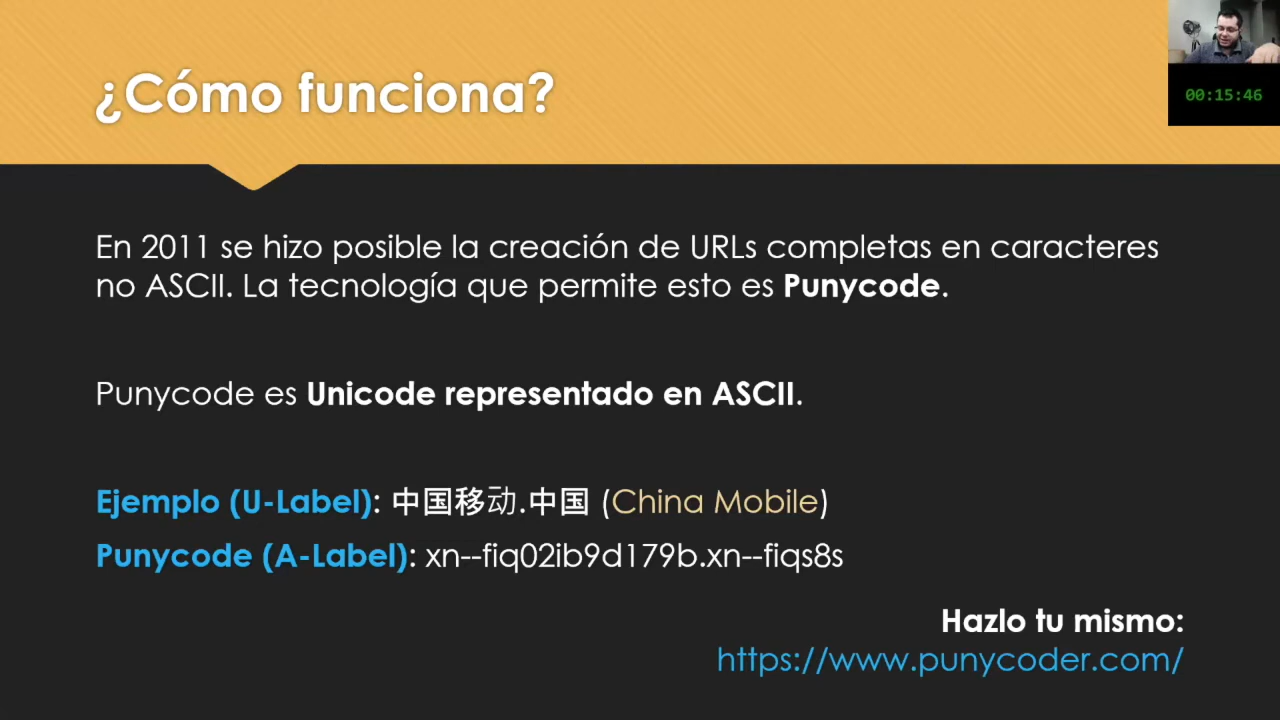 ¿Cómo funciona?
00:15:46
En 2011 se hizo posible la creación de URLs completas en caracteres
no ASCII. La tecnología que permite esto es Punycode.
Punycode es Unicode representado en ASCII.
Ejemplo (U-Label): 中国移动.中国 (China Mobile)
Punycode (A-Label): xn--fiq02ib9d179b.xn--fiqs8s
Hazlo tu mismo:
https://www.punycoder.com/